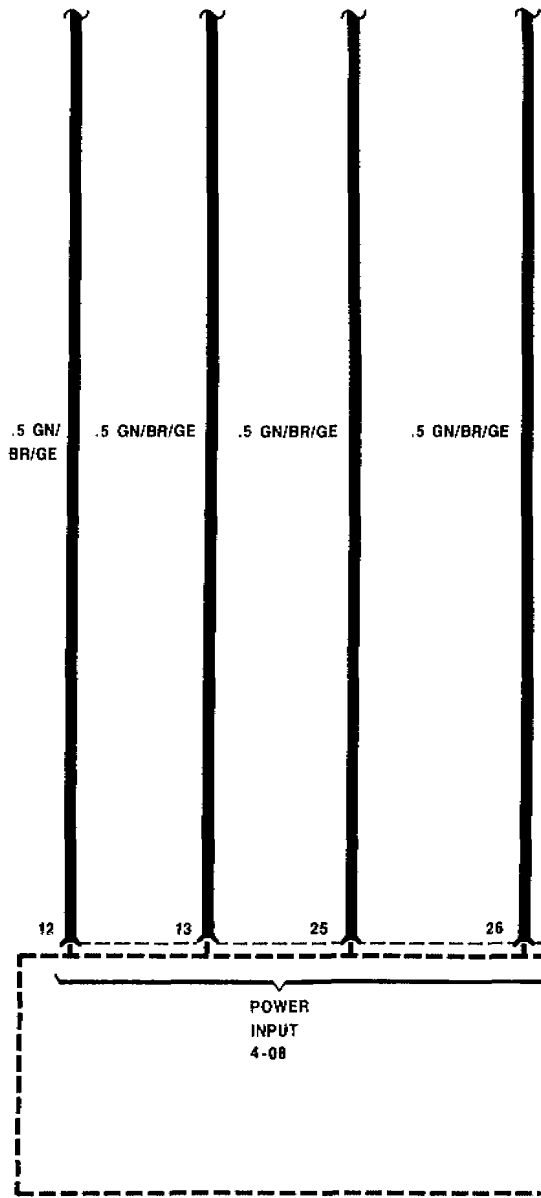 .5 GN/
BR/GE
.5 GN/BR/GE
.5 GN/BR/GE
.5 GN/BR/GE
12
13
25
26
POWER
INPUT
4-08